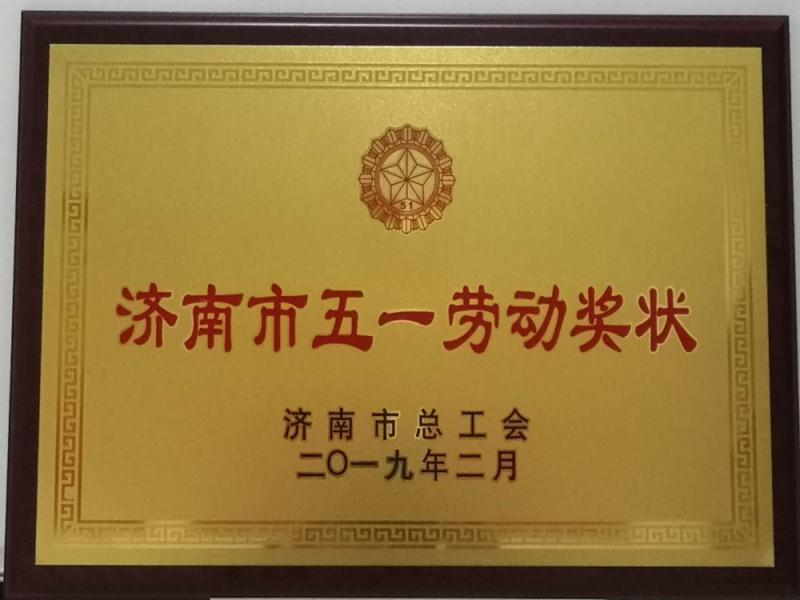 51
济南市五一劳动奖状
济南市总工会
二〇一九年二月